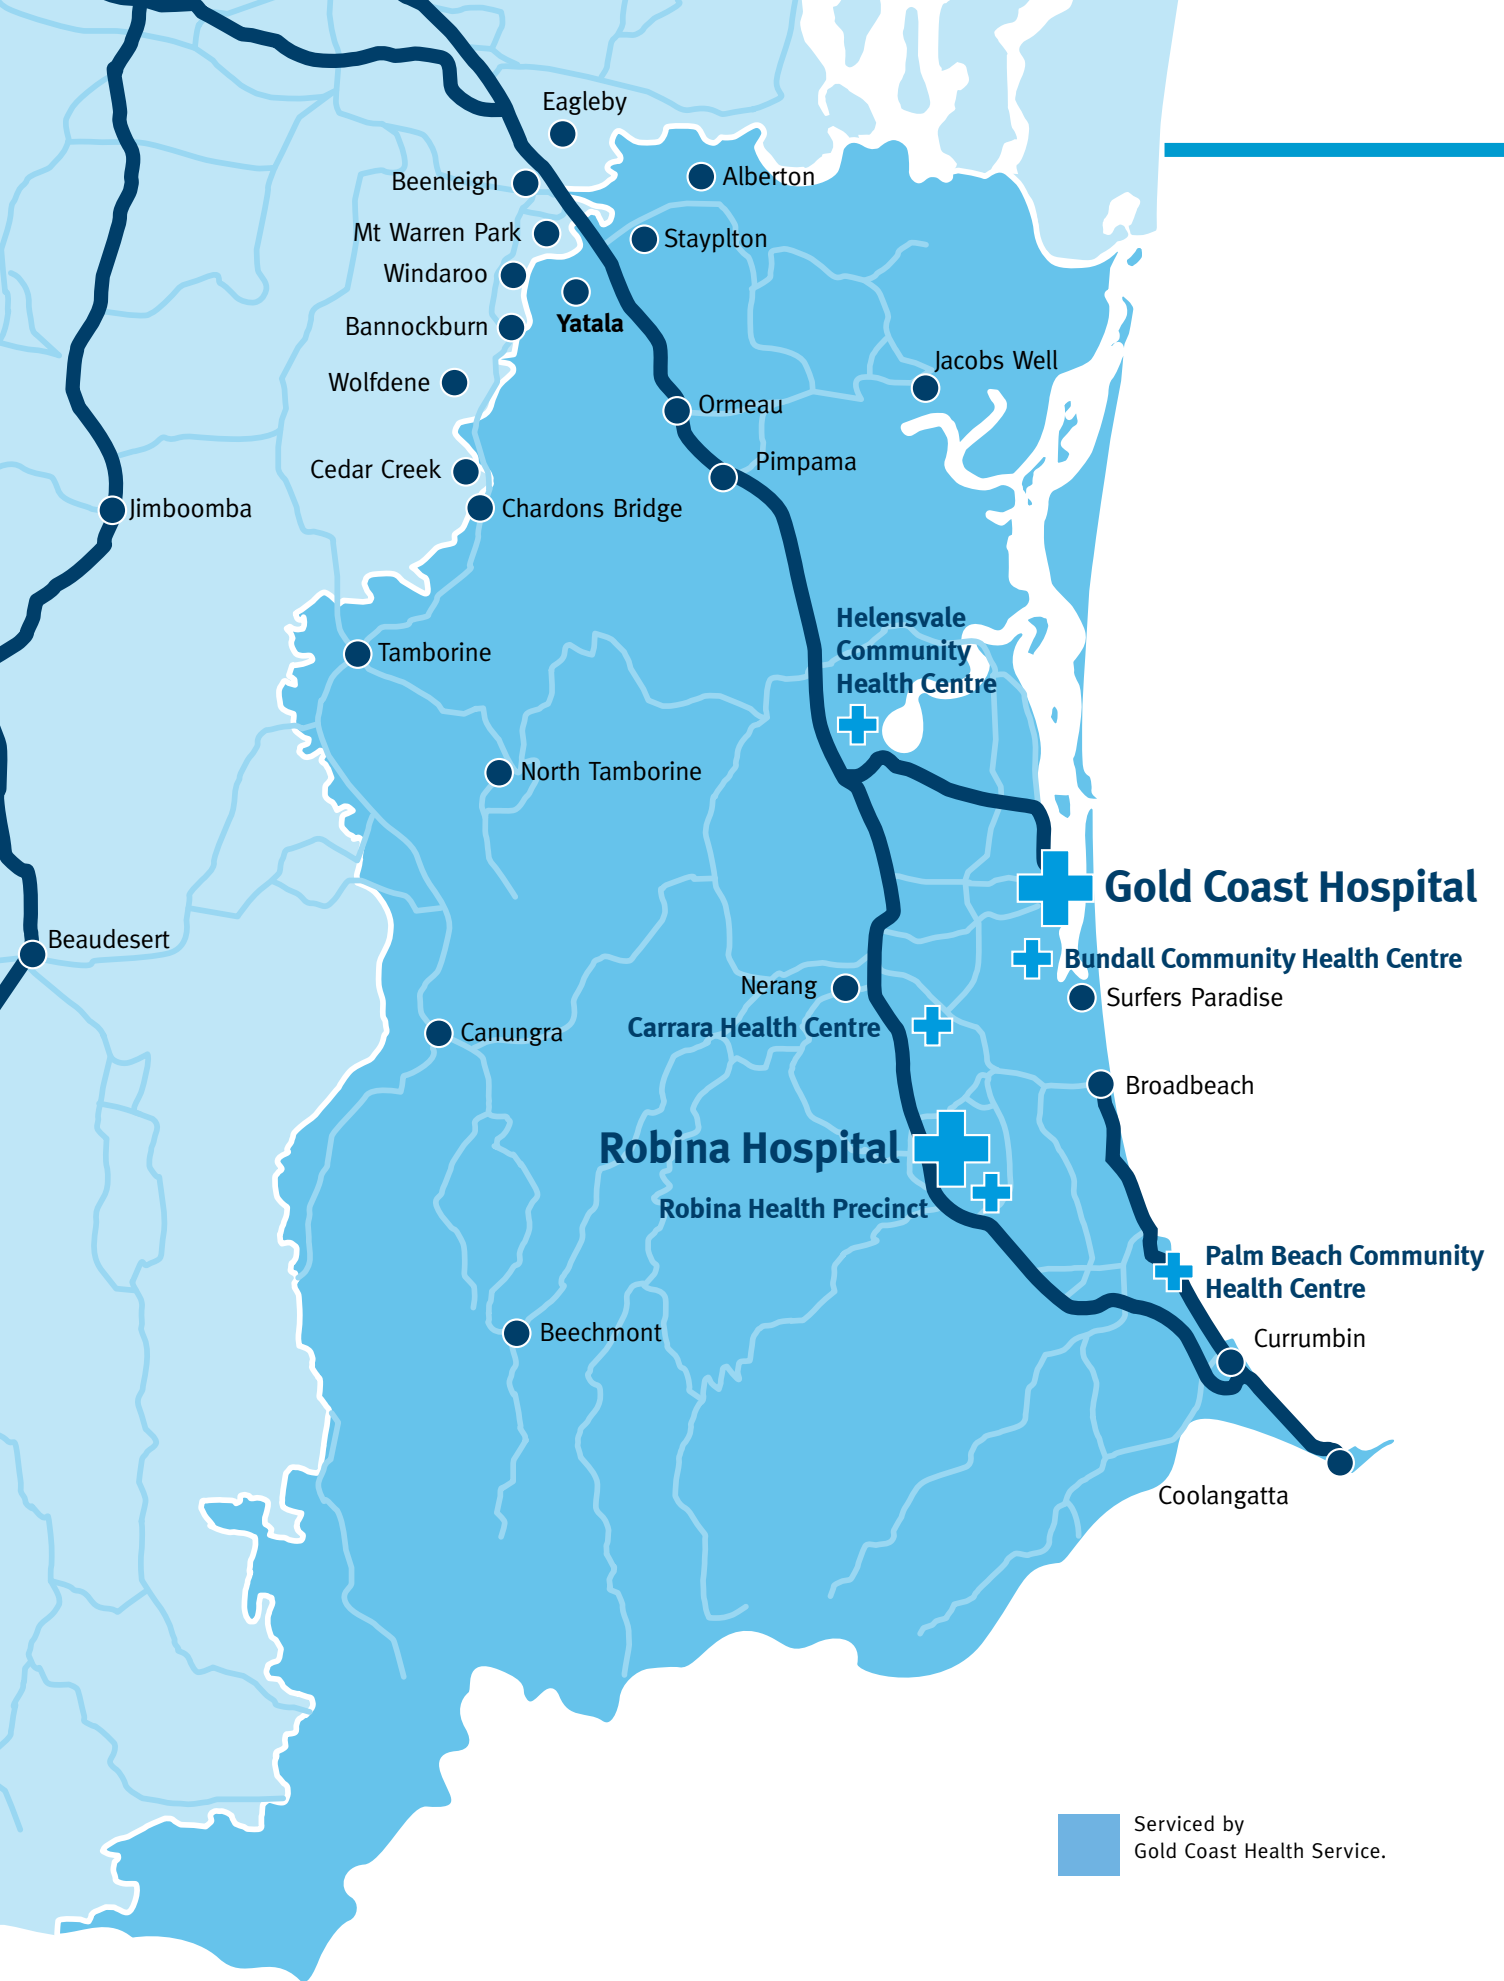 Eagleby
Beenleigh
Alberton
Mt Warren Park
Stayplton
Windaroo
Yatala
Bannockburn
Jacobs Well
Wolfdene
Ormeau
Pimpama
Cedar Creek
Chardons Bridge
Jimboomba
Helensvale
Community
Health Centre
Tamborine
North Tamborine
Gold Coast Hospital
Beaudesert
Bundall Community Health Centre
Nerang
Surfers Paradise
Carrara Health Centre
Canungra
Broadbeach
Robina Hospital
Robina Health Precinct
Palm Beach Community
Health Centre
Beechmont
Currumbin
Coolangatta
Serviced by
Gold Coast Health Service.